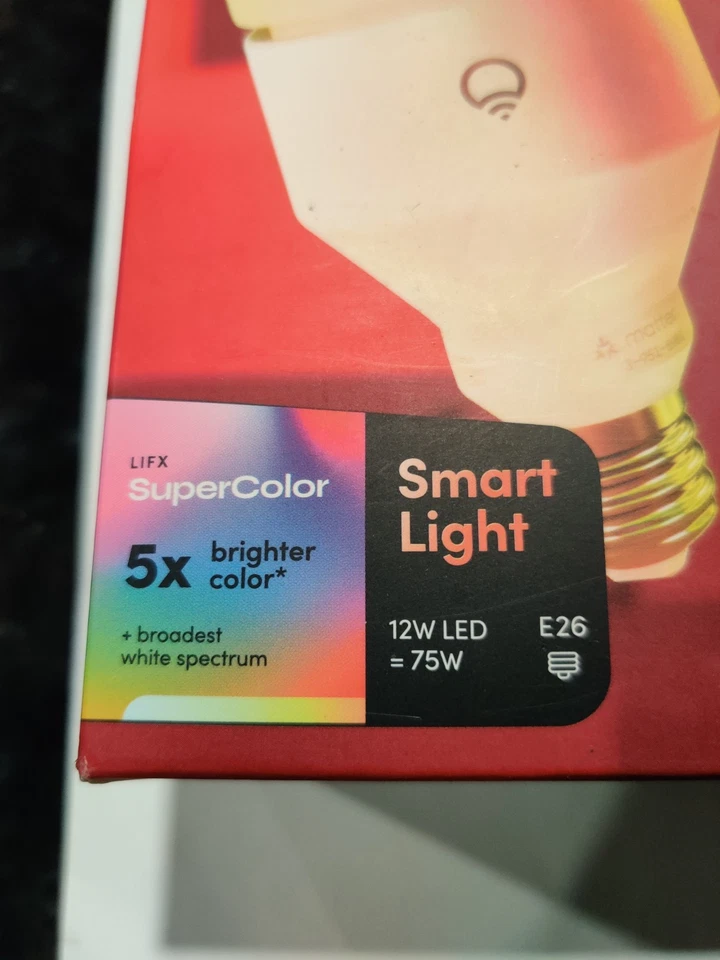 LIFX
SuperColor
5x brighter
color*
+ broadest
white spectrum
Smart
Light
12W LED
= 75W
E26